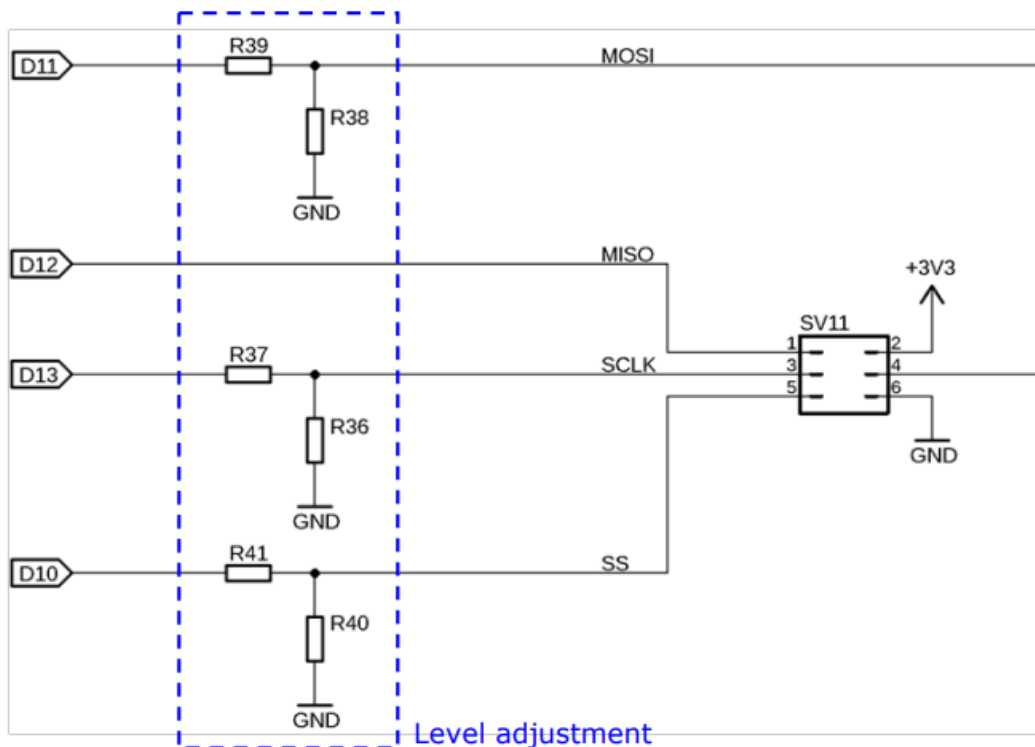 R39
D11
MOSI
R38
GND
D12
MISO
+3V3
SV11
1
2
R37
D13
SCLK
3
4
5
6
R36
GND
GND
R41
D10
SS
R40
GND
Level adjustment